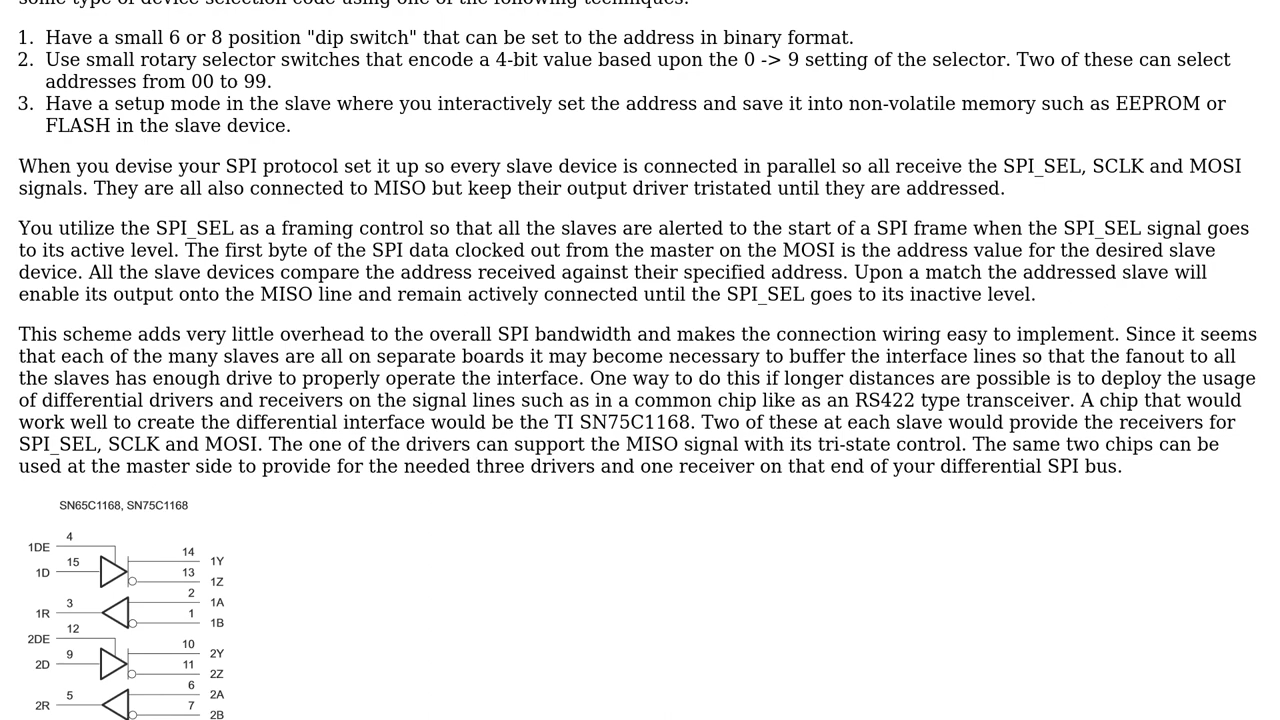 some type of device selection code using one of the following techniques:
1. Have a small 6 or 8 position "dip switch" that can be set to the address in binary format.
2. Use small rotary selector switches that encode a 4-bit value based upon the 0 -> 9 setting of the selector. Two of these can select
addresses from 00 to 99.
3. Have a setup mode in the slave where you interactively set the address and save it into non-volatile memory such as EEPROM or
FLASH in the slave device.
When you devise your SPI protocol set it up so every slave device is connected in parallel so all receive the SPI_SEL, SCLK and MOSI
signals. They are all also connected to MISO but keep their output driver tristated until they are addressed.
You utilize the SPI_SEL as a framing control so that all the slaves are alerted to the start of a SPI frame when the SPI_SEL signal goes
to its active level. The first byte of the SPI data clocked out from the master on the MOSI is the address value for the desired slave
device. All the slave devices compare the address received against their specified address. Upon a match the addressed slave will
enable its output onto the MISO line and remain actively connected until the SPI_SEL goes to its inactive level.
This scheme adds very little overhead to the overall SPI bandwidth and makes the connection wiring easy to implement. Since it seems
that each of the many slaves are all on separate boards it may become necessary to buffer the interface lines so that the fanout to all
the slaves has enough drive to properly operate the interface. One way to do this if longer distances are possible is to deploy the usage
of differential drivers and receivers on the signal lines such as in a common chip like as an RS422 type transceiver. A chip that would
work well to create the differential interface would be the TI SN75C1168. Two of these at each slave would provide the receivers for
SPI_SEL, SCLK and MOSI. The one of the drivers can support the MISO signal with its tri-state control. The same two chips can be
used at the master side to provide for the needed three drivers and one receiver on that end of your differential SPI bus.
SN65C1168, SN75C1168
1DE 4
14 1Y
1D 15
13 1Z
2 1A
1R 3
1 1B
2DE 12
10 2Y
2D 9
11 2Z
6 2A
2R 5
7 2B